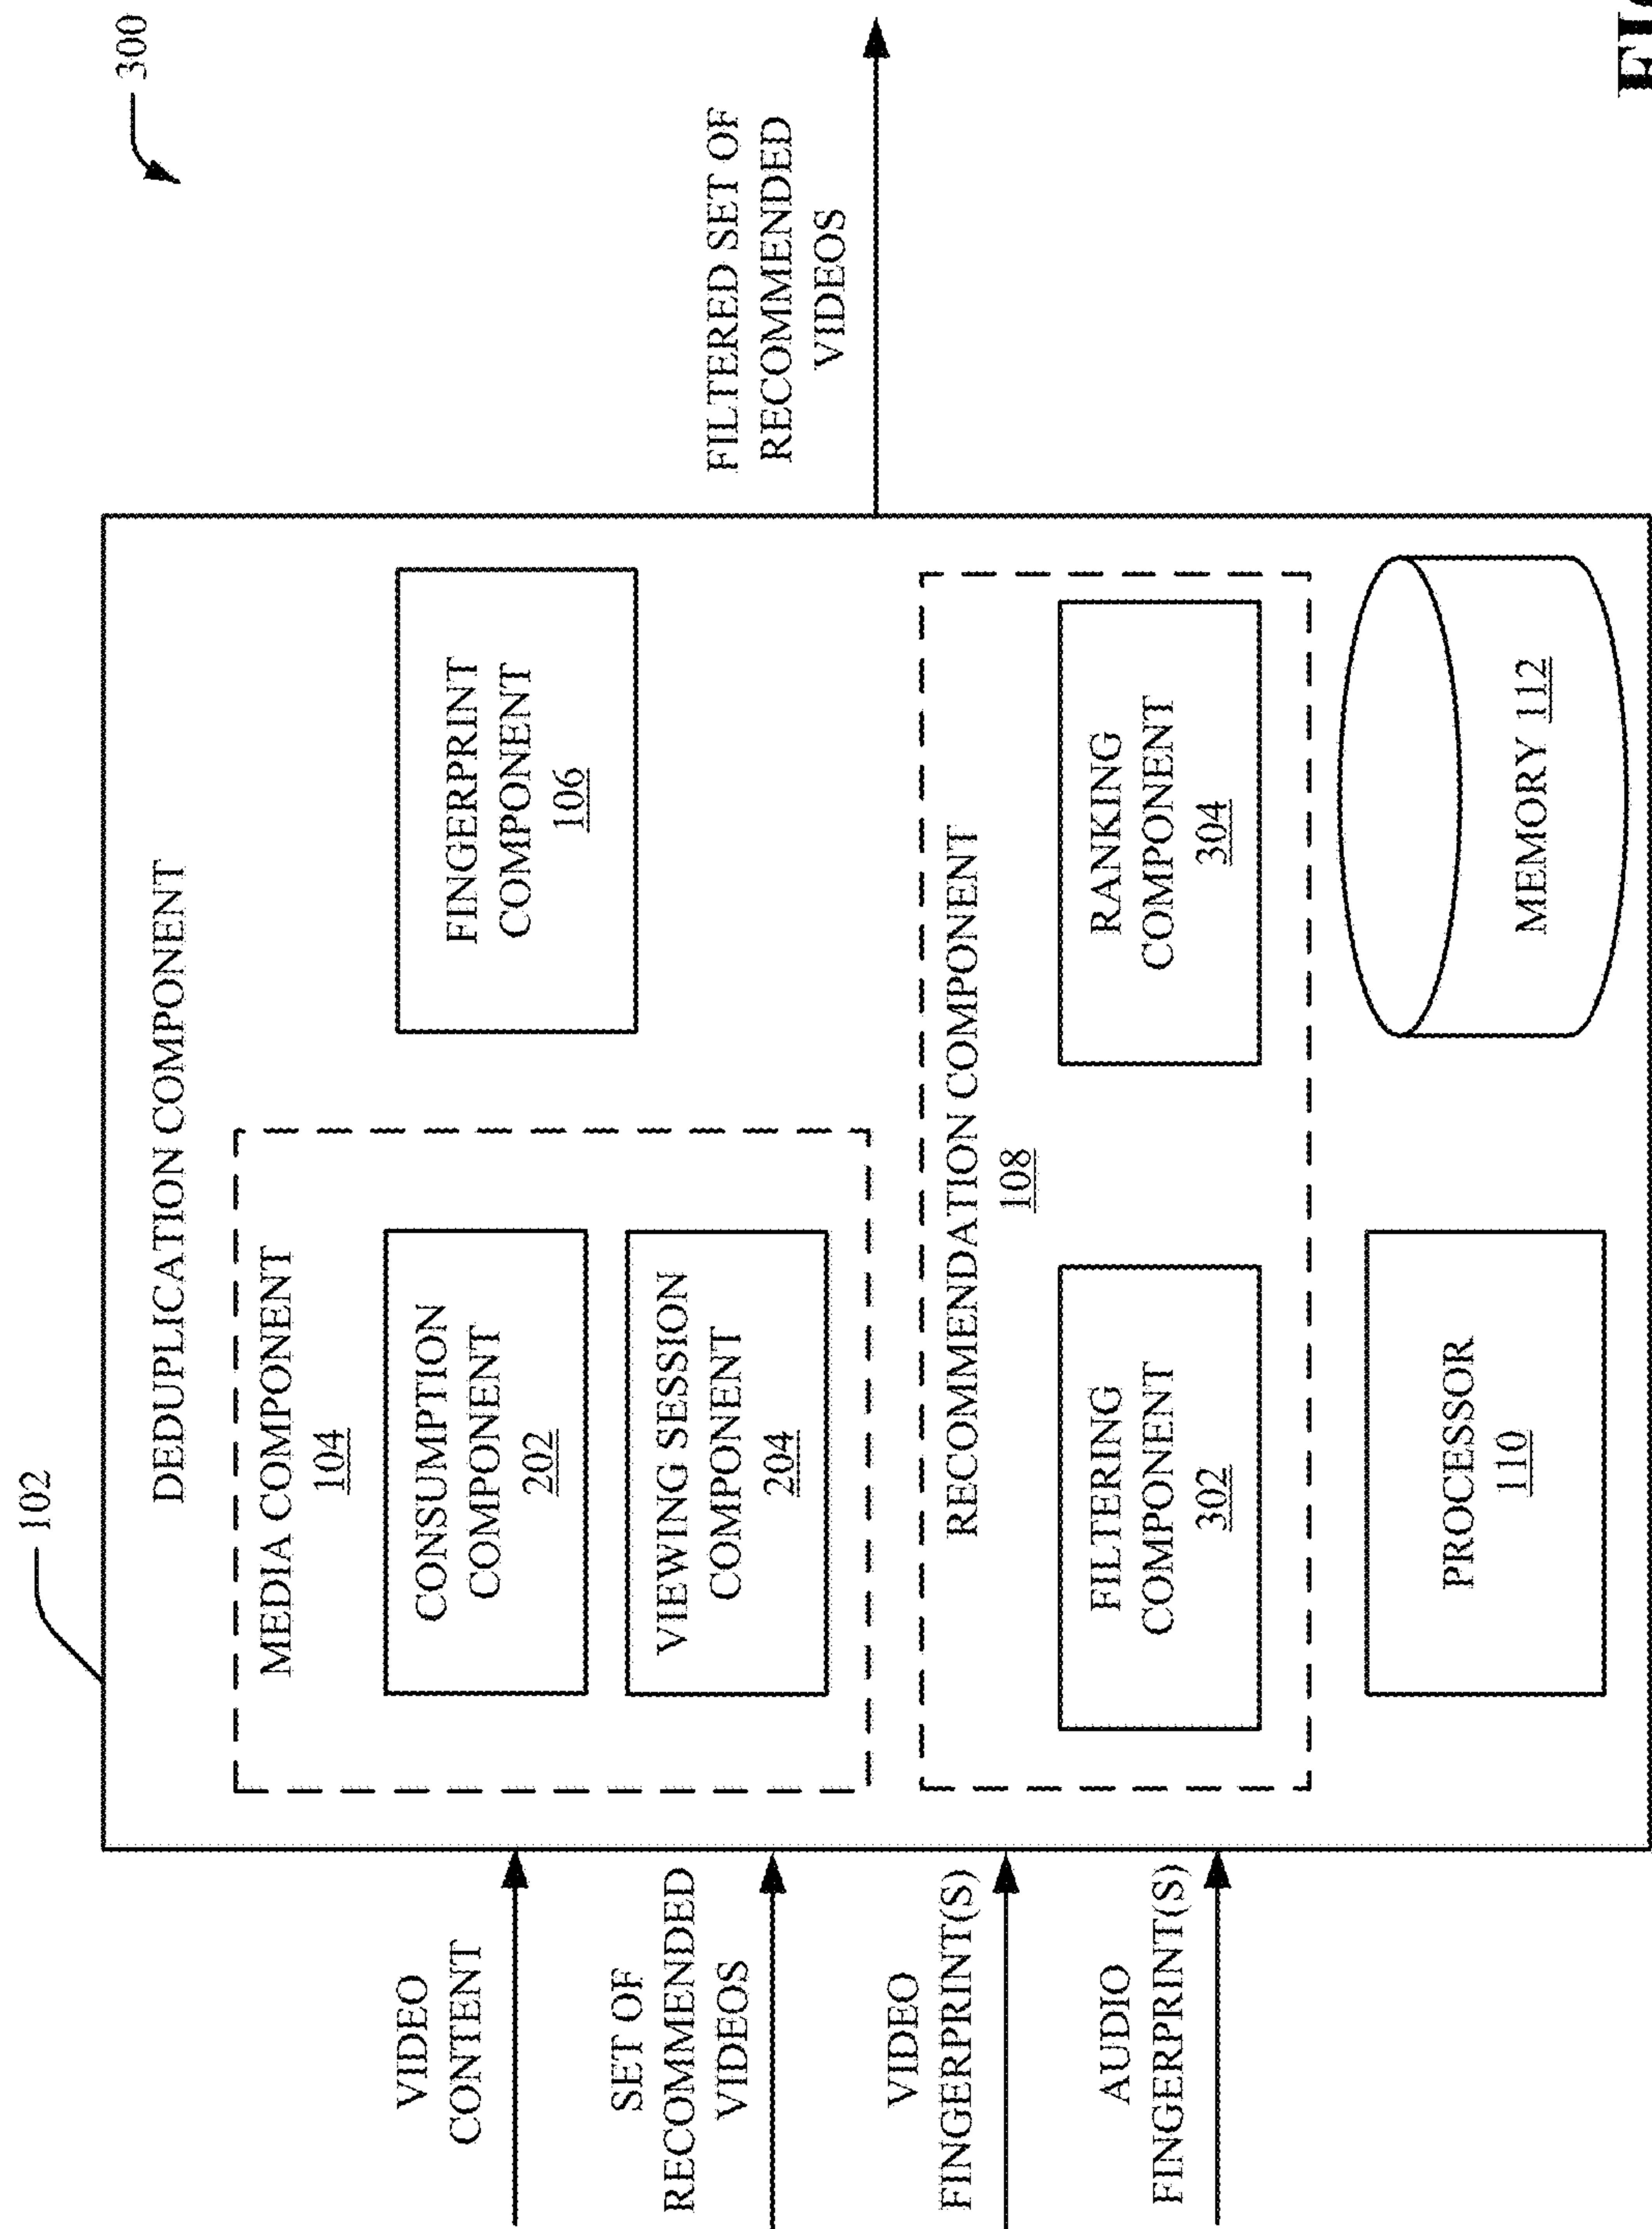 300
102
DEDUPLICATION COMPONENT
MEDIA COMPONENT
104
CONSUMPTION
COMPONENT
202
VIEWING SESSION
COMPONENT
204
FINGERPRINT
COMPONENT
106
RECOMMENDATION COMPONENT
108
FILTERING
COMPONENT
302
RANKING
COMPONENT
304
PROCESSOR
110
MEMORY 112
VIDEO
CONTENT
SET OF
RECOMMENDED
VIDEOS
VIDEO
FINGERPRINT(S)
AUDIO
FINGERPRINT(S)
FILTERED SET OF
RECOMMENDED
VIDEOS